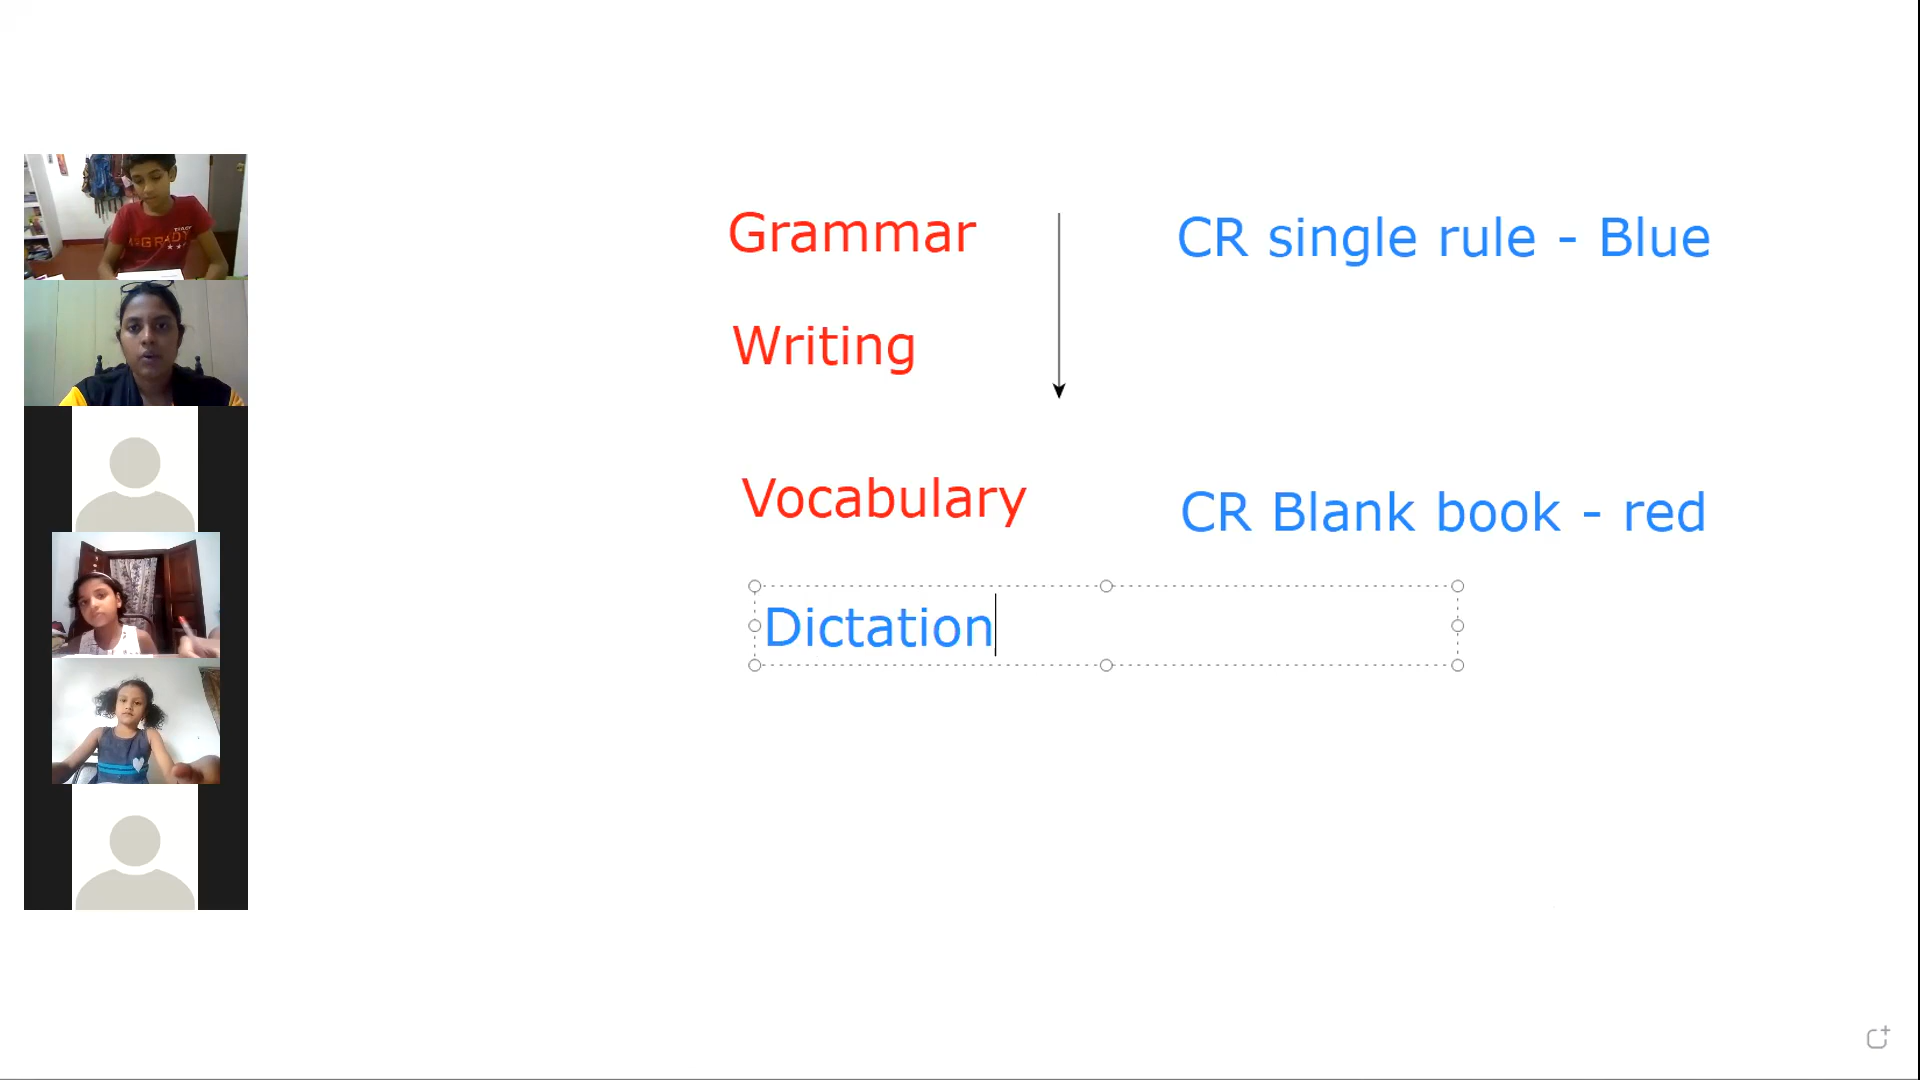 Grammar
CR single rule - Blue
Writing
Vocabulary
CR Blank book - red
Dictation